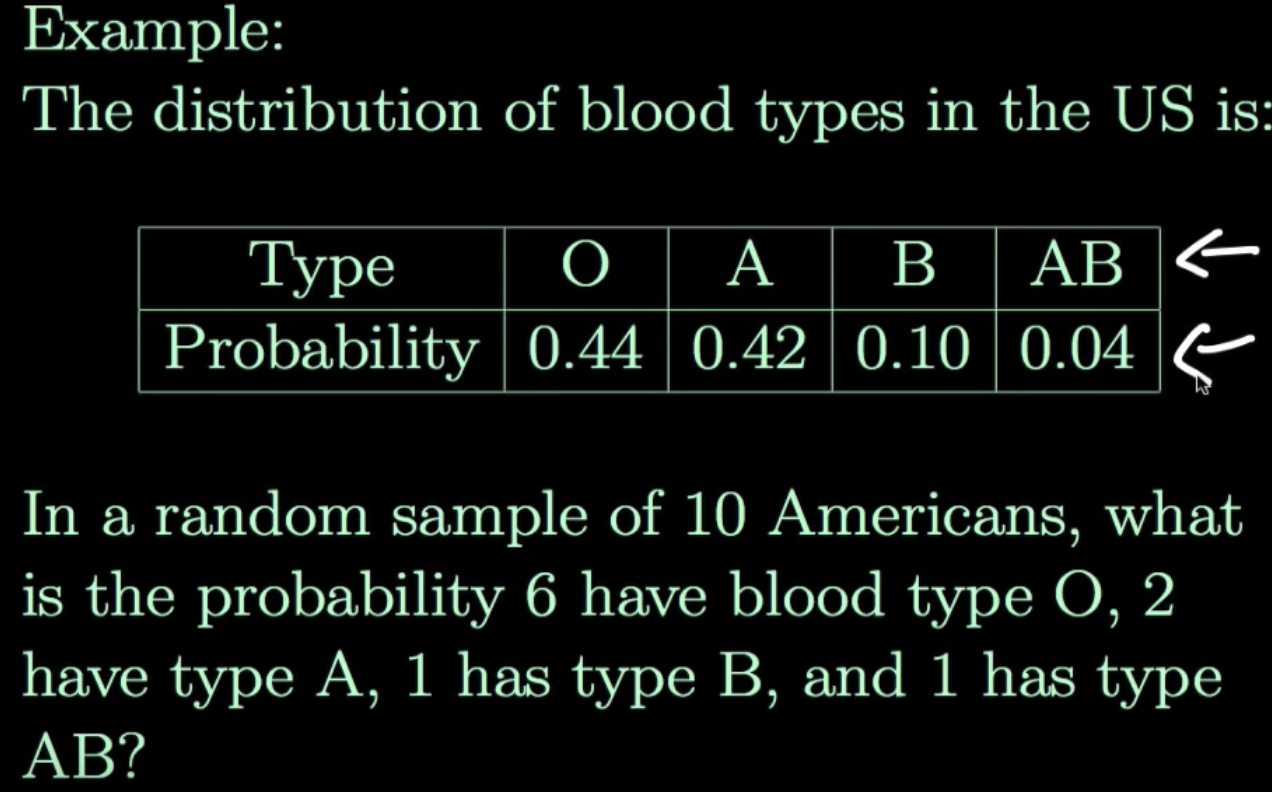 Example:
The distribution of blood types in the US is:
Type O A B AB
Probability 0.44 0.42 0.10 0.04
In a random sample of 10 Americans, what
is the probability 6 have blood type O, 2
have type A, 1 has type B, and 1 has type
AB?